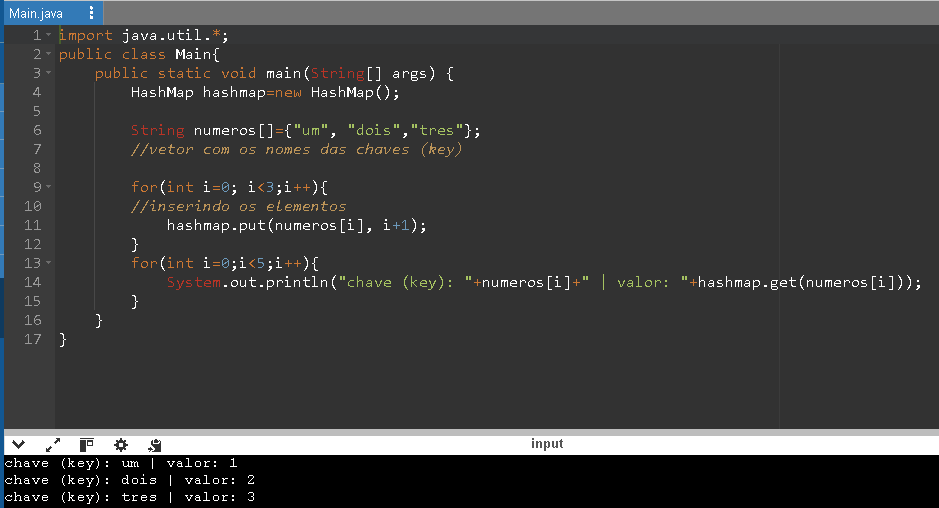 Main.java
1 import java.util.*;
2 public class Main{
3     public static void main(String[] args) {
4         HashMap hashmap=new HashMap();
5
6         String numeros[]={"um", "dois","tres"};
7         //vetor com os nomes das chaves (key)
8
9         for(int i=0; i<3;i++){
10         //inserindo os elementos
11             hashmap.put(numeros[i], i+1);
12         }
13         for(int i=0;i<5;i++){
14             System.out.println("chave (key): "+numeros[i]+" | valor: "+hashmap.get(numeros[i]));
15         }
16     }
17 }
input
chave (key): um | valor: 1
chave (key): dois | valor: 2
chave (key): tres | valor: 3